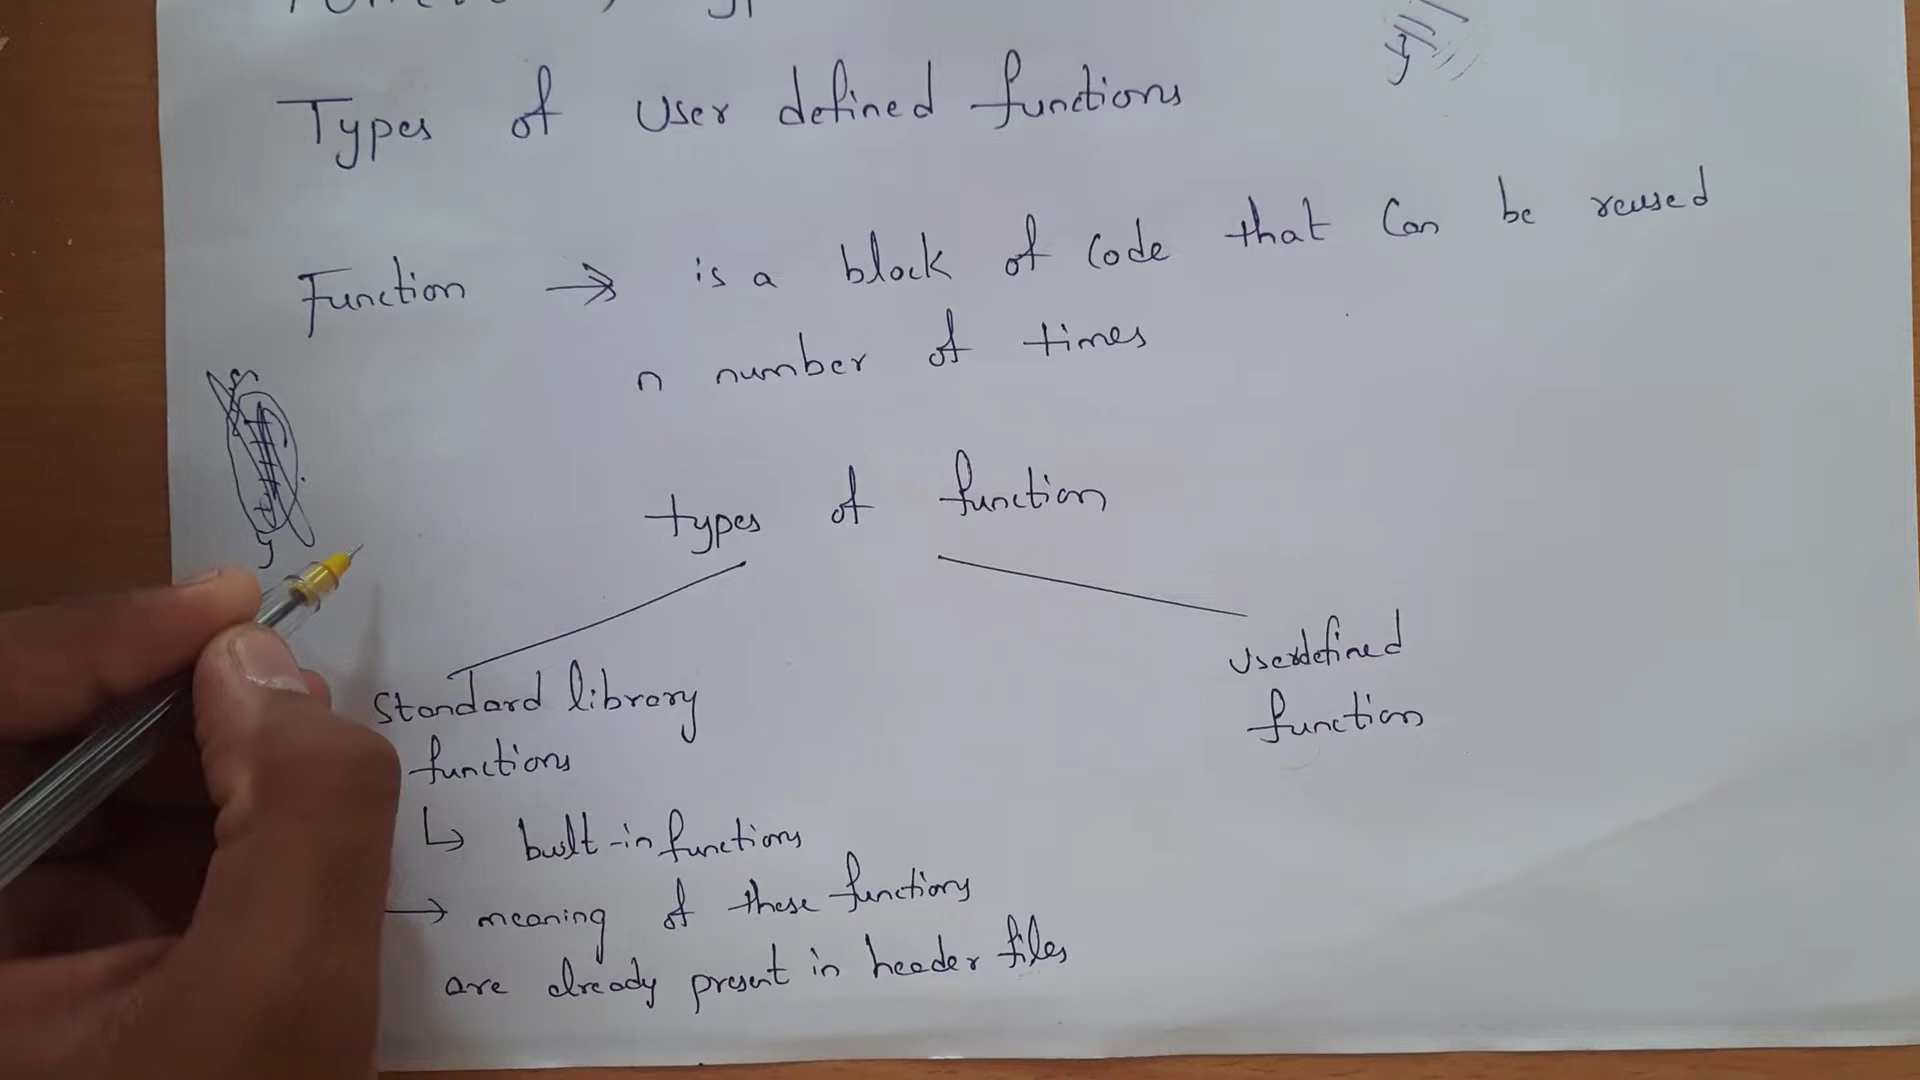 Types of User defined functions
Function → is a block of code that can be reused
n number of times
types of function
Standard library
functions
Userdefined
function
↳ built-in functions
→ meaning of these functions
are already present in header files